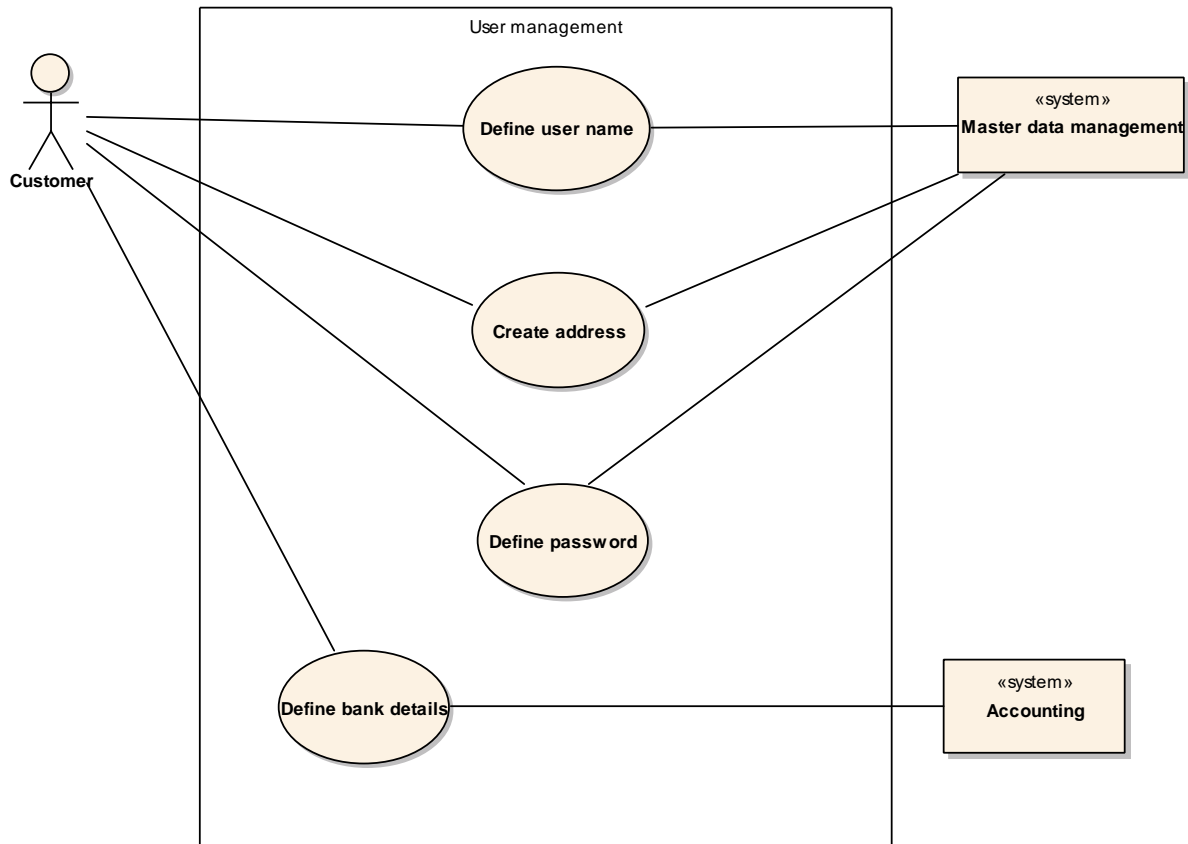 User management
Customer
Define user name
«system»
Master data management
Create address
Define password
Define bank details
«system»
Accounting